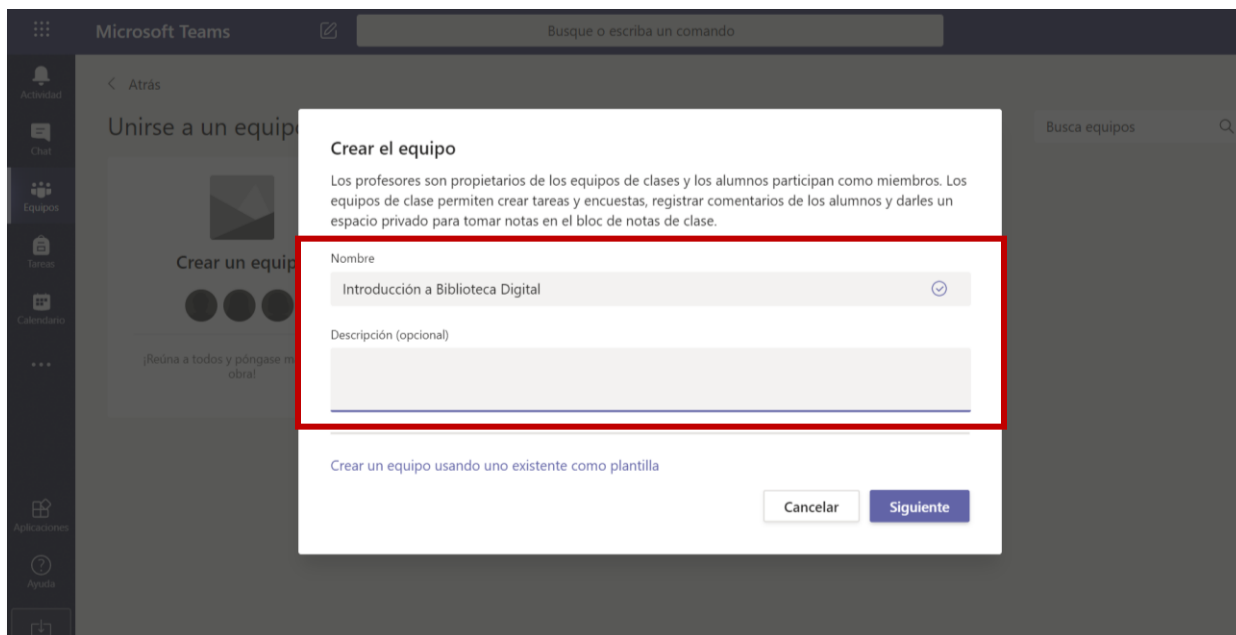 Microsoft Teams
Busque o escriba un comando
Actividad
Chat
Equipos
Tareas
Calendario
Aplicaciones
Ayuda
Atrás
Unirse a un equipo
Busca equipos
Crear un equip
¡Reúna a todos y póngase m
obra!
Crear el equipo
Los profesores son propietarios de los equipos de clases y los alumnos participan como miembros. Los
equipos de clase permiten crear tareas y encuestas, registrar comentarios de los alumnos y darles un
espacio privado para tomar notas en el bloc de notas de clase.
Nombre
Introducción a Biblioteca Digital
Descripción (opcional)
Crear un equipo usando uno existente como plantilla
Cancelar
Siguiente